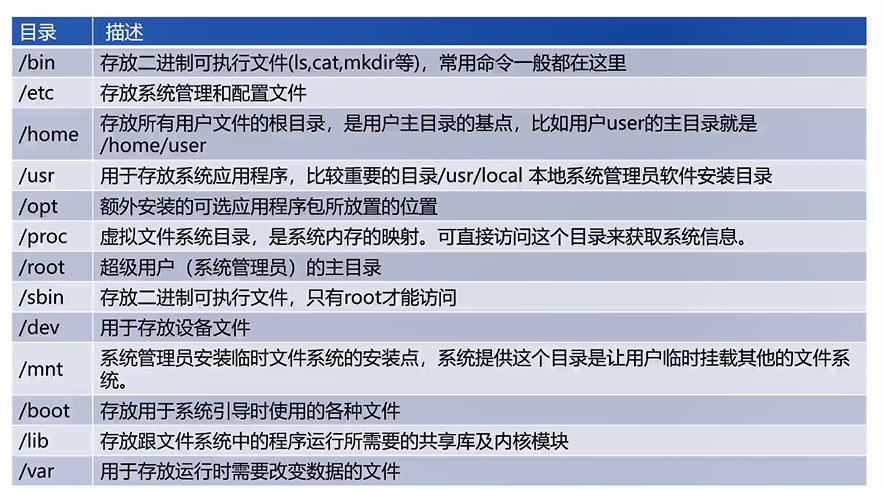 目录 描述
/bin 存放二进制可执行文件(ls,cat,mkdir等)，常用命令一般都在这里
/etc 存放系统管理和配置文件
/home 存放所有用户文件的根目录，是用户主目录的基点，比如用户user的主目录就是
/home/user
/usr 用于存放系统应用程序，比较重要的目录/usr/local 本地系统管理员软件安装目录
/opt 额外安装的可选应用程序包所放置的位置
/proc 虚拟文件系统目录，是系统内存的映射。可直接访问这个目录来获取系统信息。
/root 超级用户（系统管理员）的主目录
/sbin 存放二进制可执行文件，只有root才能访问
/dev 用于存放设备文件
/mnt 系统管理员安装临时文件系统的安装点，系统提供这个目录是让用户临时挂载其他的文件系
统。
/boot 存放用于系统引导时使用的各种文件
/lib 存放跟文件系统中的程序运行所需要的共享库及内核模块
/var 用于存放运行时需要改变数据的文件